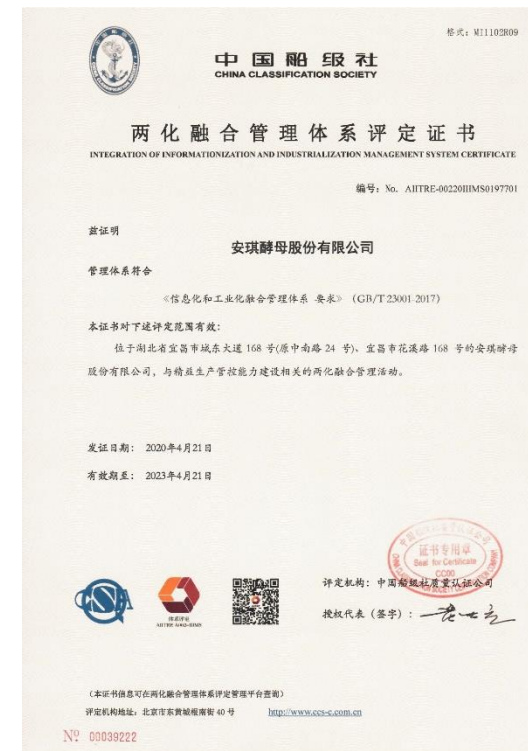 格式：MI1102R09
中国船级社
CHINA CLASSIFICATION SOCIETY
两化融合管理体系评定证书
INTEGRATION OF INFORMATIONIZATION AND INDUSTRIALIZATION MANAGEMENT SYSTEM CERTIFICATE
编号：No. AIITRE-00220IIIMS0197701
兹证明
安琪酵母股份有限公司
管理体系符合
《信息化和工业化融合管理体系 要求》（GB/T 23001-2017）
本证书对下述评定范围有效：
位于湖北省宜昌市城东大道 168 号(原中南路 24 号)、宜昌市花溪路 168 号的安琪酵母
股份有限公司，与精益生产管控能力建设相关的两化融合管理活动。
发证日期： 2020年4月21日
有效期至： 2023年4月21日
证书专用章
Seal for Certificate
CC00
评定机构：中国船级社质量认证公司
授权代表（签字）：
体系评定
（本证书信息可在两化融合管理体系评定管理平台查询）
评定机构地址：北京市东黄城根南街 40 号 http://www.ccs-c.com.cn
Nº 00039222